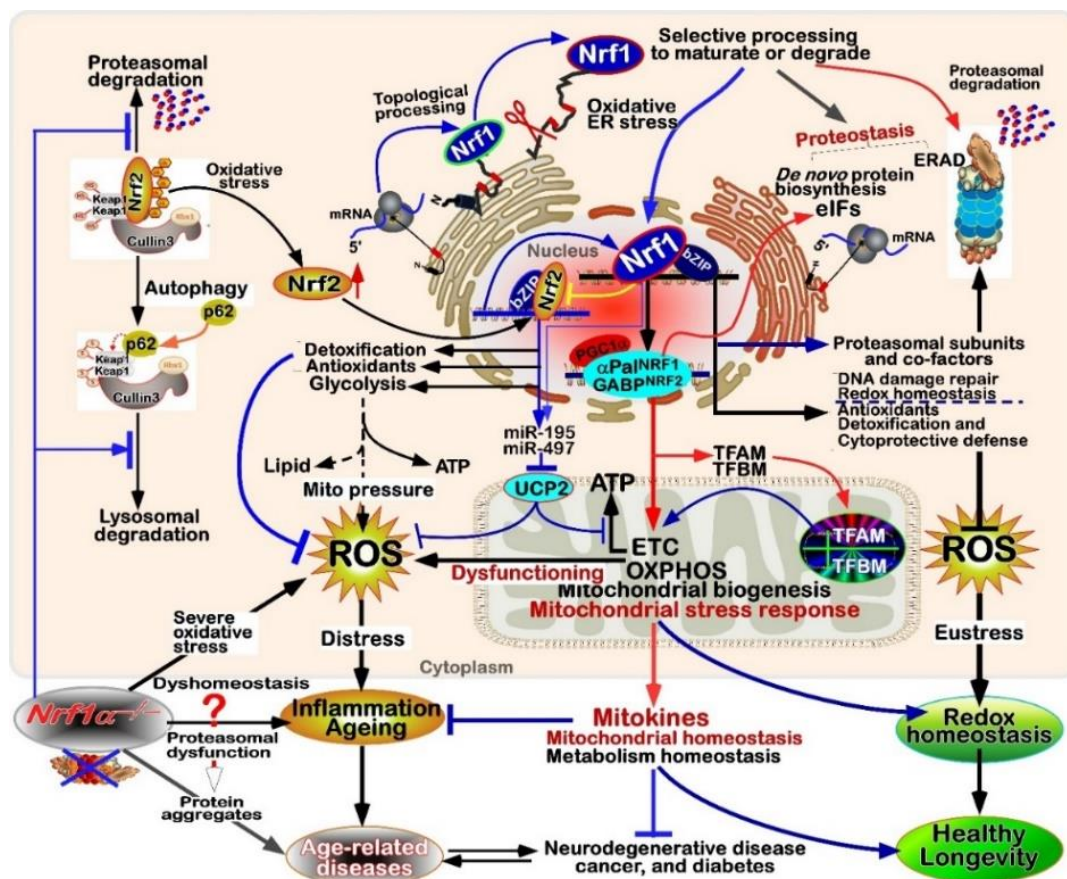 Proteasomal
degradation
Nrf2
Keap1
Keap1
Rbx1
Cullin3
Oxidative
stress
Autophagy
p62
p62
Keap1
Keap1
Rbx1
Cullin3
Lysosomal
degradation
Nrf2
Topological
processing
mRNA
5'
N
Nrf1
Nrf1
Oxidative
ER stress
Selective processing
to maturate or degrade
Proteasomal
degradation
Proteostasis
ERAD
De novo protein
biosynthesis
eIFs
5'
mRNA
N
Nucleus
bZIP
Nrf2
Nrf1
bZIP
PGC1α
αPal^NRF1
GABP^NRF2
Detoxification
Antioxidants
Glycolysis
Lipid
ATP
Mito pressure
miR-195
miR-497
UCP2
ATP
TFAM
TFBM
TFAM
TFBM
Proteasomal subunits
and co-factors
DNA damage repair
Redox homeostasis
Antioxidants
Detoxification and
Cytoprotective defense
ROS
ETC
OXPHOS
Dysfunctioning
Mitochondrial biogenesis
Mitochondrial stress response
ROS
Severe
oxidative
stress
Distress
Eustress
Cytoplasm
Nrf1α−/−
Dyshomeostasis
?
Proteasomal
dysfunction
Protein
aggregates
Inflammation
Ageing
Mitokines
Mitochondrial homeostasis
Metabolism homeostasis
Redox
homeostasis
Age-related
diseases
Neurodegenerative disease
cancer, and diabetes
Healthy
Longevity